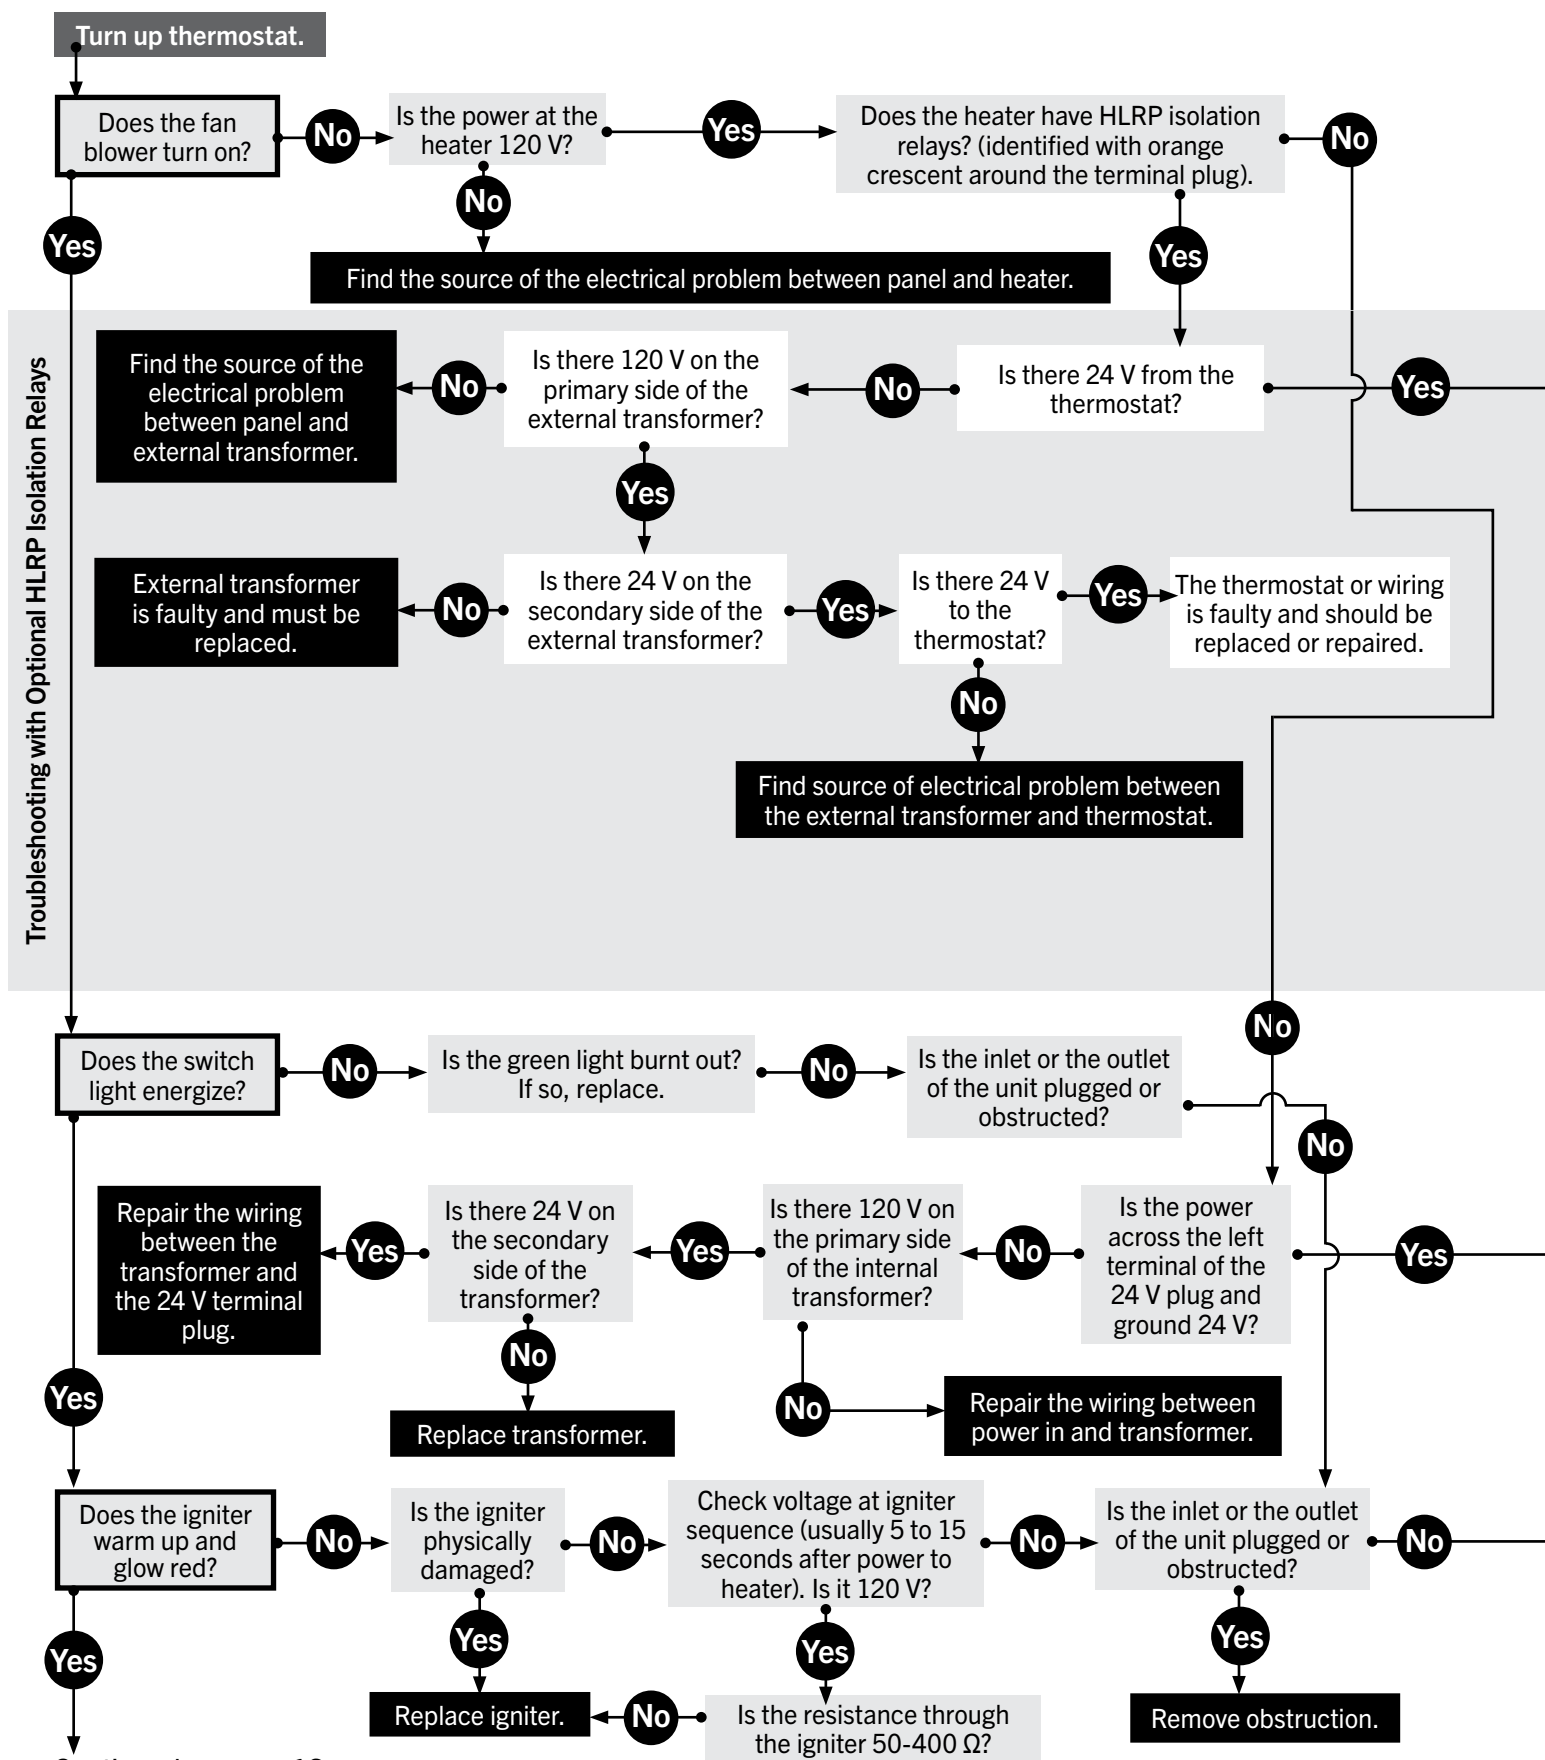 Turn up thermostat.
Does the fan
blower turn on?
No
Is the power at the
heater 120 V?
Yes
Does the heater have HLRP isolation
relays? (identified with orange
crescent around the terminal plug).
No
No
Yes
Yes
Find the source of the electrical problem between panel and heater.
Troubleshooting with Optional HLRP Isolation Relays
Find the source of the
electrical problem
between panel and
external transformer.
No
Is there 120 V on the
primary side of the
external transformer?
No
Is there 24 V from the
thermostat?
Yes
Yes
External transformer
is faulty and must be
replaced.
No
Is there 24 V on the
secondary side of the
external transformer?
Yes
Is there 24 V
to the
thermostat?
Yes
The thermostat or wiring
is faulty and should be
replaced or repaired.
No
Find source of electrical problem between
the external transformer and thermostat.
No
Does the switch
light energize?
No
Is the green light burnt out?
If so, replace.
No
Is the inlet or the outlet
of the unit plugged or
obstructed?
No
Repair the wiring
between the
transformer and
the 24 V terminal
plug.
Yes
Is there 24 V on
the secondary
side of the
transformer?
Yes
Is there 120 V on
the primary side
of the internal
transformer?
No
Is the power
across the left
terminal of the
24 V plug and
ground 24 V?
Yes
No
Yes
No
Replace transformer.
Repair the wiring between
power in and transformer.
Does the igniter
warm up and
glow red?
No
Is the igniter
physically
damaged?
No
Check voltage at igniter
sequence (usually 5 to 15
seconds after power to
heater). Is it 120 V?
No
Is the inlet or the outlet
of the unit plugged or
obstructed?
No
Yes
Yes
Yes
Yes
Replace igniter.
No
Is the resistance through
the igniter 50-400 Ω?
Remove obstruction.